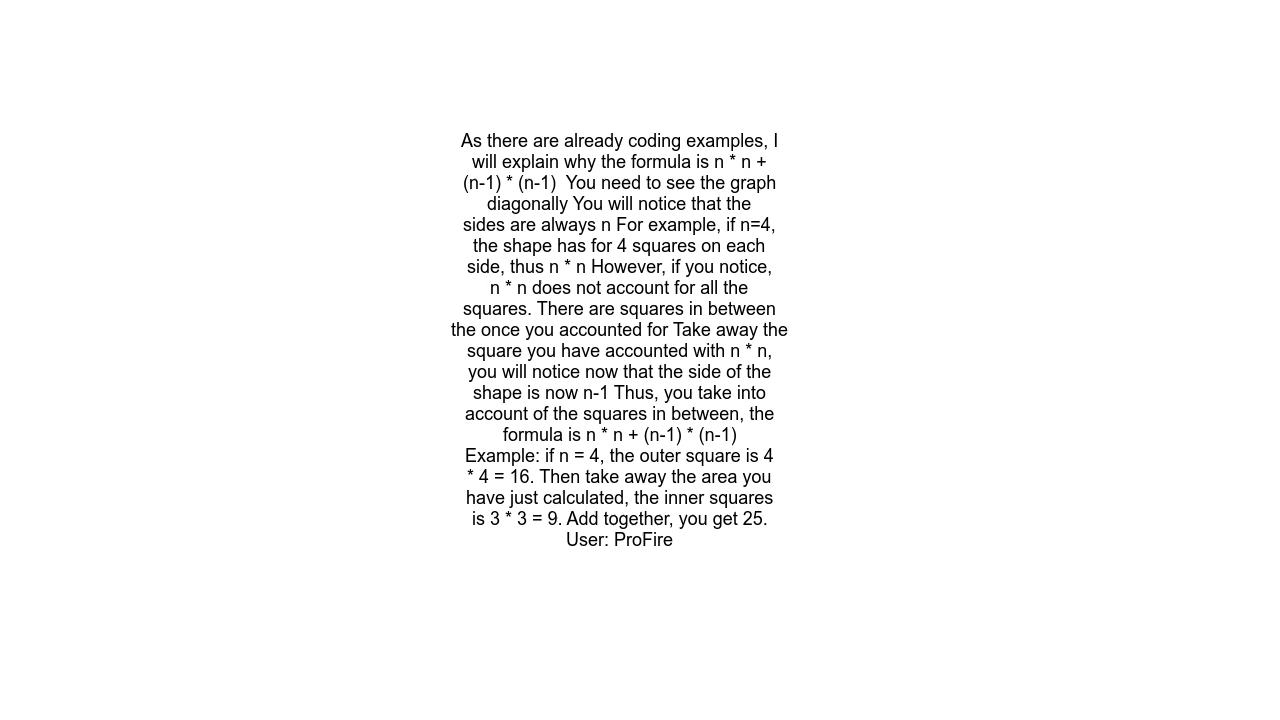 As there are already coding examples, I
will explain why the formula is n * n +
(n-1) * (n-1)  You need to see the graph
diagonally You will notice that the
sides are always n For example, if n=4,
the shape has for 4 squares on each
side, thus n * n However, if you notice,
n * n does not account for all the
squares. There are squares in between
the once you accounted for Take away the
square you have accounted with n * n,
you will notice now that the side of the
shape is now n-1 Thus, you take into
account of the squares in between, the
formula is n * n + (n-1) * (n-1)
Example: if n = 4, the outer square is 4
* 4 = 16. Then take away the area you
have just calculated, the inner squares
is 3 * 3 = 9. Add together, you get 25.
User: ProFire